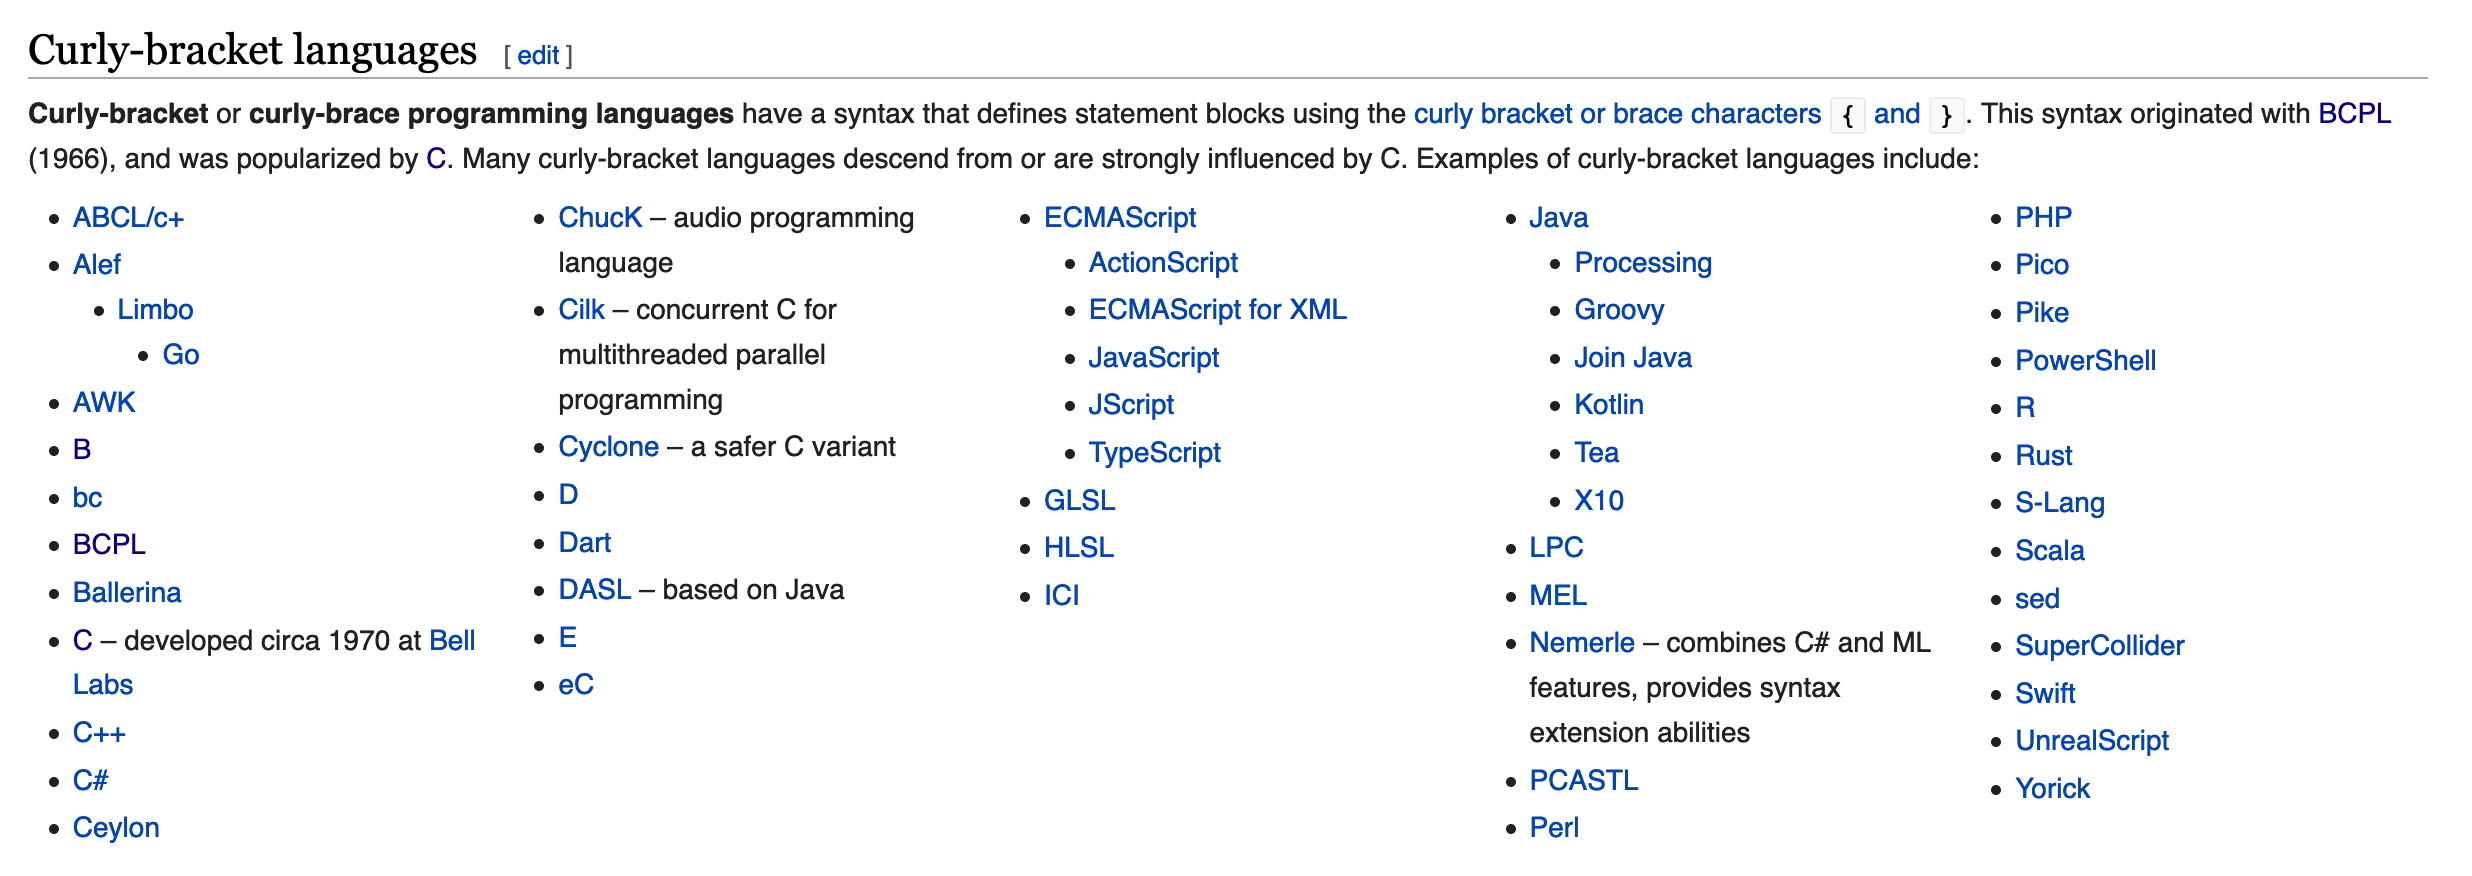 Curly-bracket languages [ edit ]
Curly-bracket or curly-brace programming languages have a syntax that defines statement blocks using the curly bracket or brace characters { and }. This syntax originated with BCPL
(1966), and was popularized by C. Many curly-bracket languages descend from or are strongly influenced by C. Examples of curly-bracket languages include:
• ABCL/c+
• Alef
• Limbo
• Go
• AWK
• B
• bc
• BCPL
• Ballerina
• C – developed circa 1970 at Bell
Labs
• C++
• C#
• Ceylon
• ChucK – audio programming
language
• Cilk – concurrent C for
multithreaded parallel
programming
• Cyclone – a safer C variant
• D
• Dart
• DASL – based on Java
• E
• eC
• ECMAScript
• ActionScript
• ECMAScript for XML
• JavaScript
• JScript
• TypeScript
• GLSL
• HLSL
• ICI
• Java
• Processing
• Groovy
• Join Java
• Kotlin
• Tea
• X10
• LPC
• MEL
• Nemerle – combines C# and ML
features, provides syntax
extension abilities
• PCASTL
• Perl
• PHP
• Pico
• Pike
• PowerShell
• R
• Rust
• S-Lang
• Scala
• sed
• SuperCollider
• Swift
• UnrealScript
• Yorick